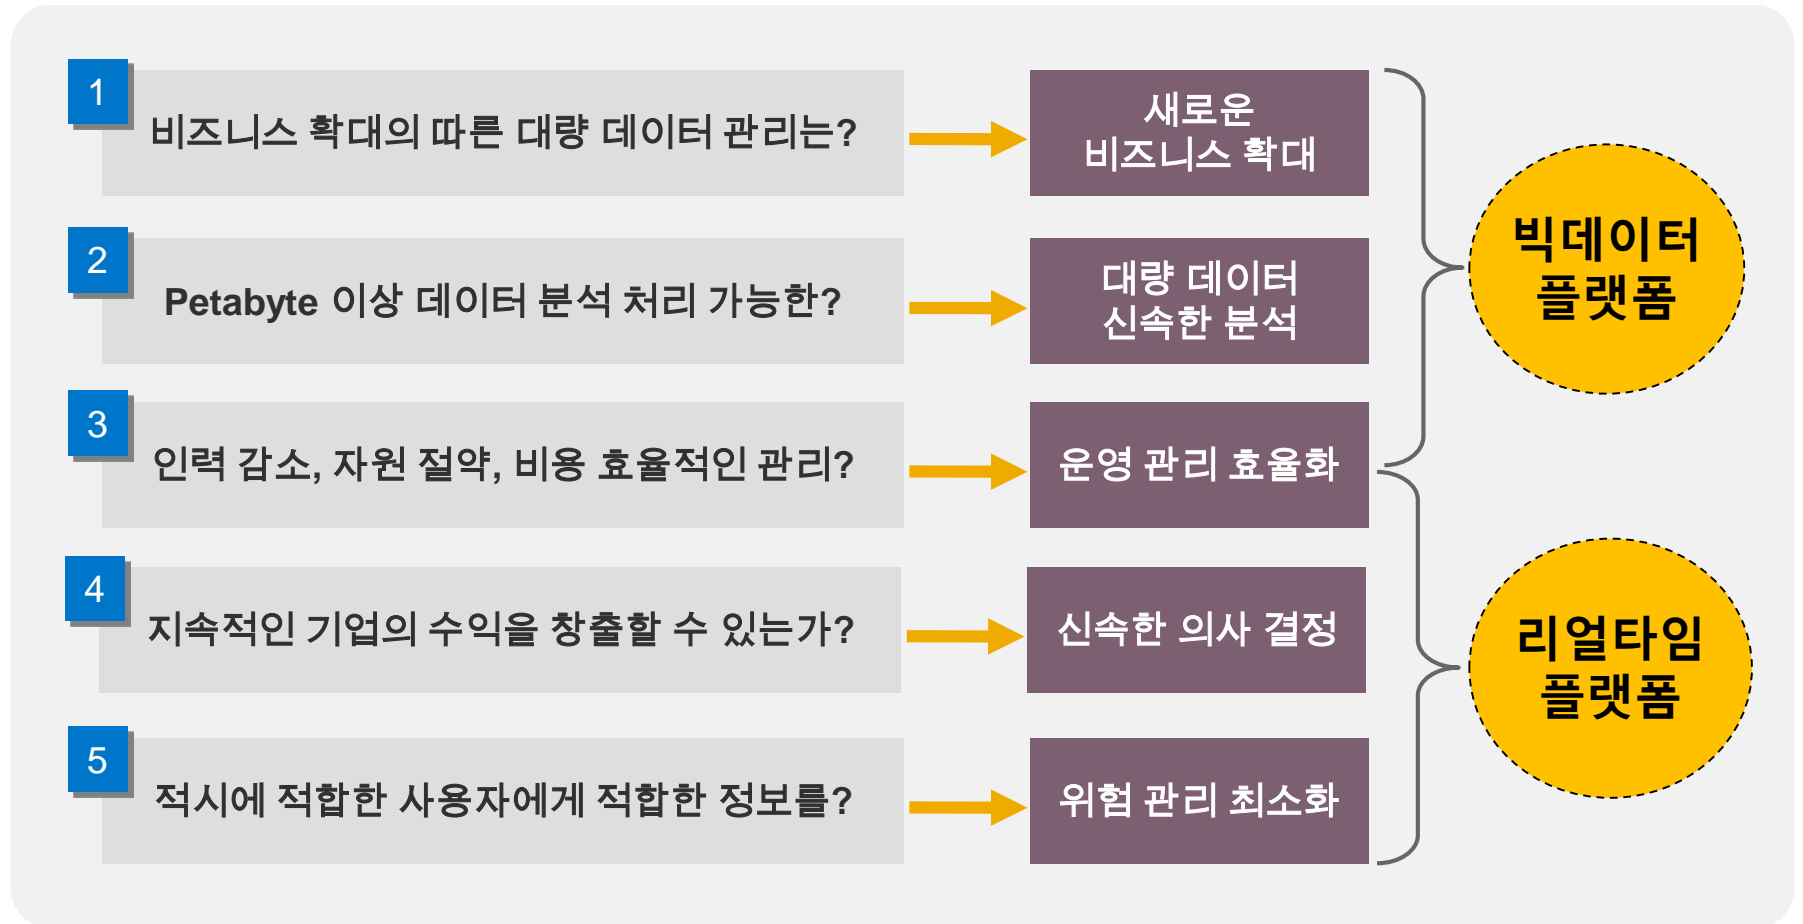 1
비즈니스 확대의 따른 대량 데이터 관리는?
새로운
비즈니스 확대
2
Petabyte 이상 데이터 분석 처리 가능한?
대량 데이터
신속한 분석
빅데이터
플랫폼
3
인력 감소, 자원 절약, 비용 효율적인 관리?
운영 관리 효율화
4
지속적인 기업의 수익을 창출할 수 있는가?
신속한 의사 결정
리얼타임
플랫폼
5
적시에 적합한 사용자에게 적합한 정보를?
위험 관리 최소화